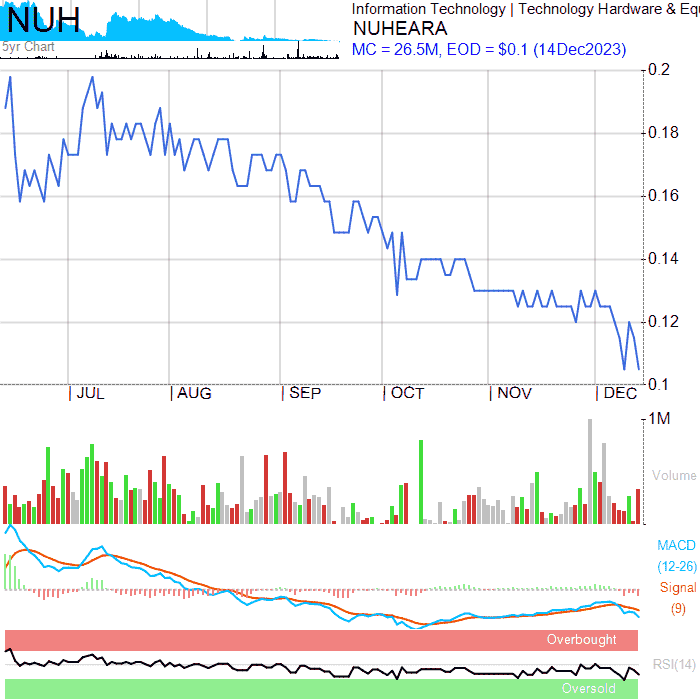 NUH
5yr Chart
Information Technology | Technology Hardware & Equ
NUHEARA
MC = 26.5M, EOD = $0.1 (14Dec2023)
0.2
0.18
0.16
0.14
0.12
0.1
JUL AUG SEP OCT NOV DEC
1M
Volume
MACD
(12-26)
Signal
(9)
Overbought
RSI(14)
Oversold